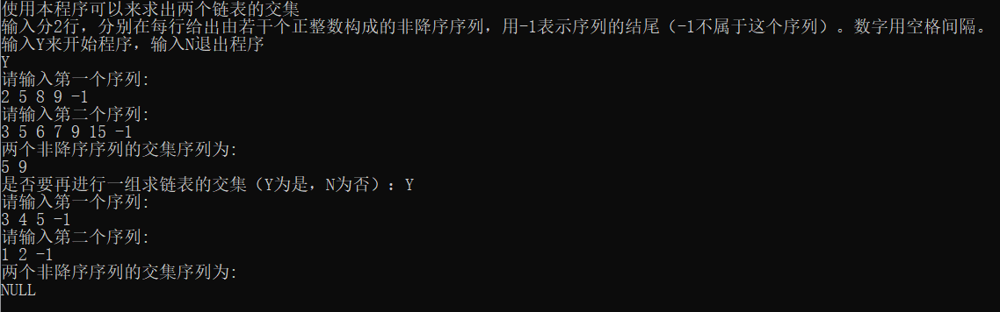 使用本程序可以来求出两个链表的交集
输入分2行，分别在每行给出由若干个正整数构成的非降序序列，用-1表示序列的结尾（-1不属于这个序列）。数字用空格间隔。
输入Y来开始程序，输入N退出程序
Y
请输入第一个序列:
2 5 8 9 -1
请输入第二个序列:
3 5 6 7 9 15 -1
两个非降序序列的交集序列为:
5 9
是否要再进行一组求链表的交集（Y为是，N为否）: Y
请输入第一个序列:
3 4 5 -1
请输入第二个序列:
1 2 -1
两个非降序序列的交集序列为:
NULL